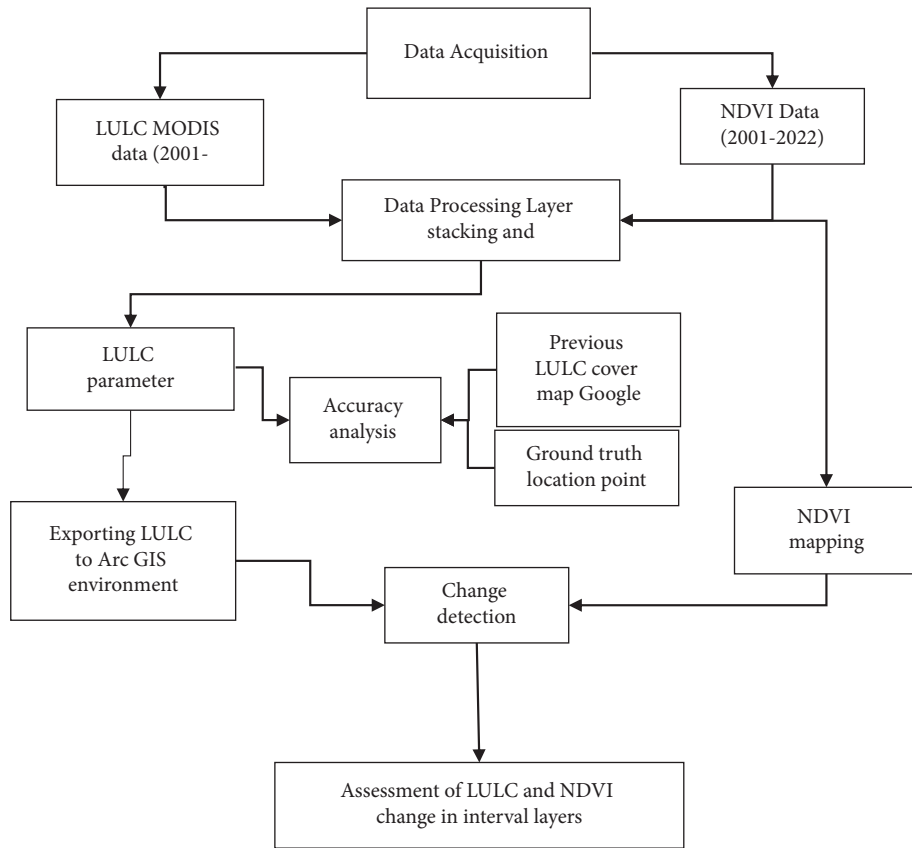 Data Acquisition
LULC MODIS
data (2001-
NDVI Data
(2001-2022)
Data Processing Layer
stacking and
LULC
parameter
Previous
LULC cover
map Google
Accuracy
analysis
Ground truth
location point
Exporting LULC
to Arc GIS
environment
NDVI
mapping
Change
detection
Assessment of LULC and NDVI
change in interval layers